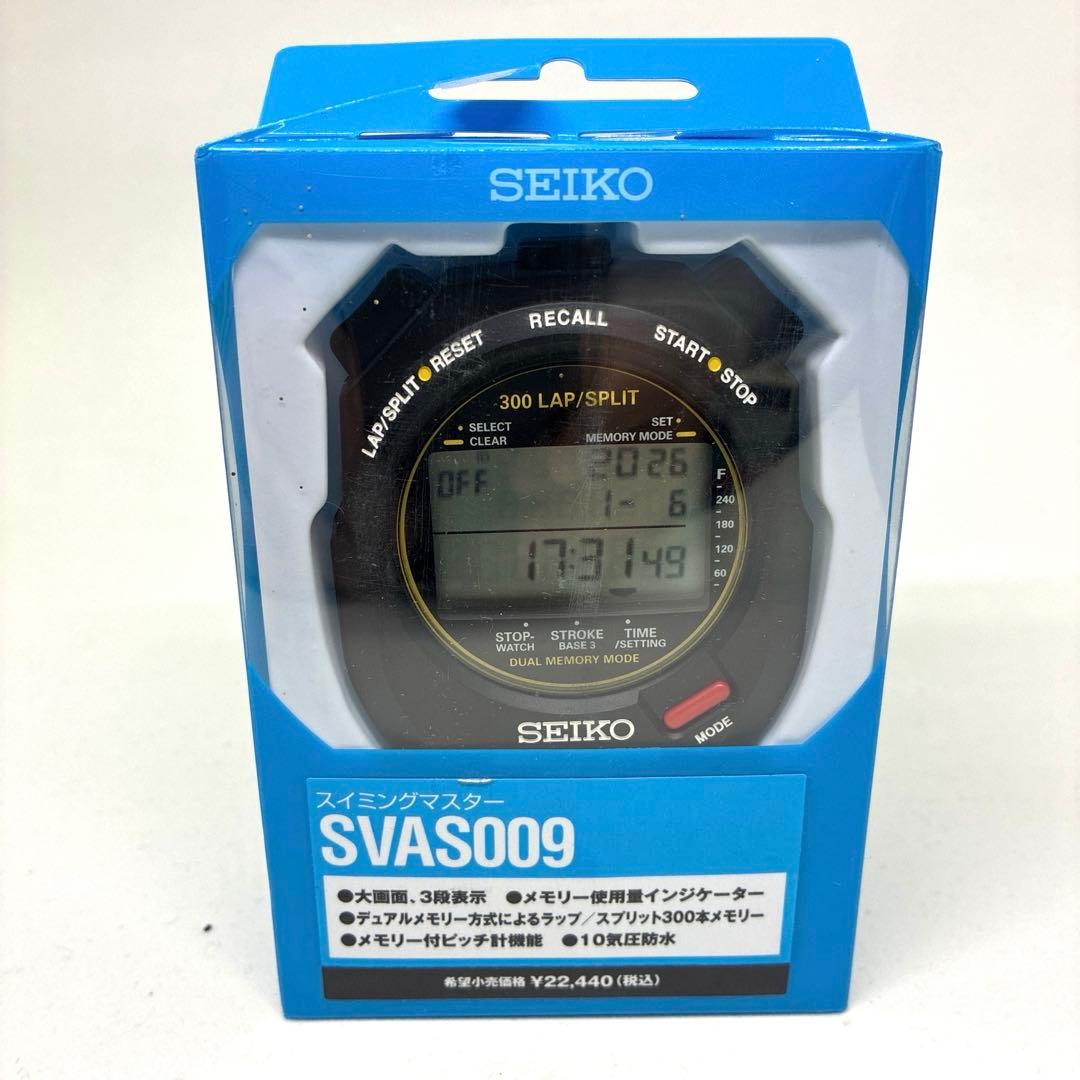 SEIKO
RECALL
LAP/SPLIT RESET
START STOP
300 LAP/SPLIT
SELECT
CLEAR
SET
MEMORY MODE
OFF
2026
1- 6
17:31 49
F
240
180
120
60
STOP-
WATCH
STROKE
BASE 3
TIME
/SETTING
DUAL MEMORY MODE
SEIKO
MODE
スイミングマスター
SVAS009
●大画面、3段表示 ●メモリー使用量インジケーター
●デュアルメモリー方式によるラップ/スプリット300本メモリー
●メモリー付ピッチ計機能 ●10気圧防水
希望小売価格 ¥22,440(税込)